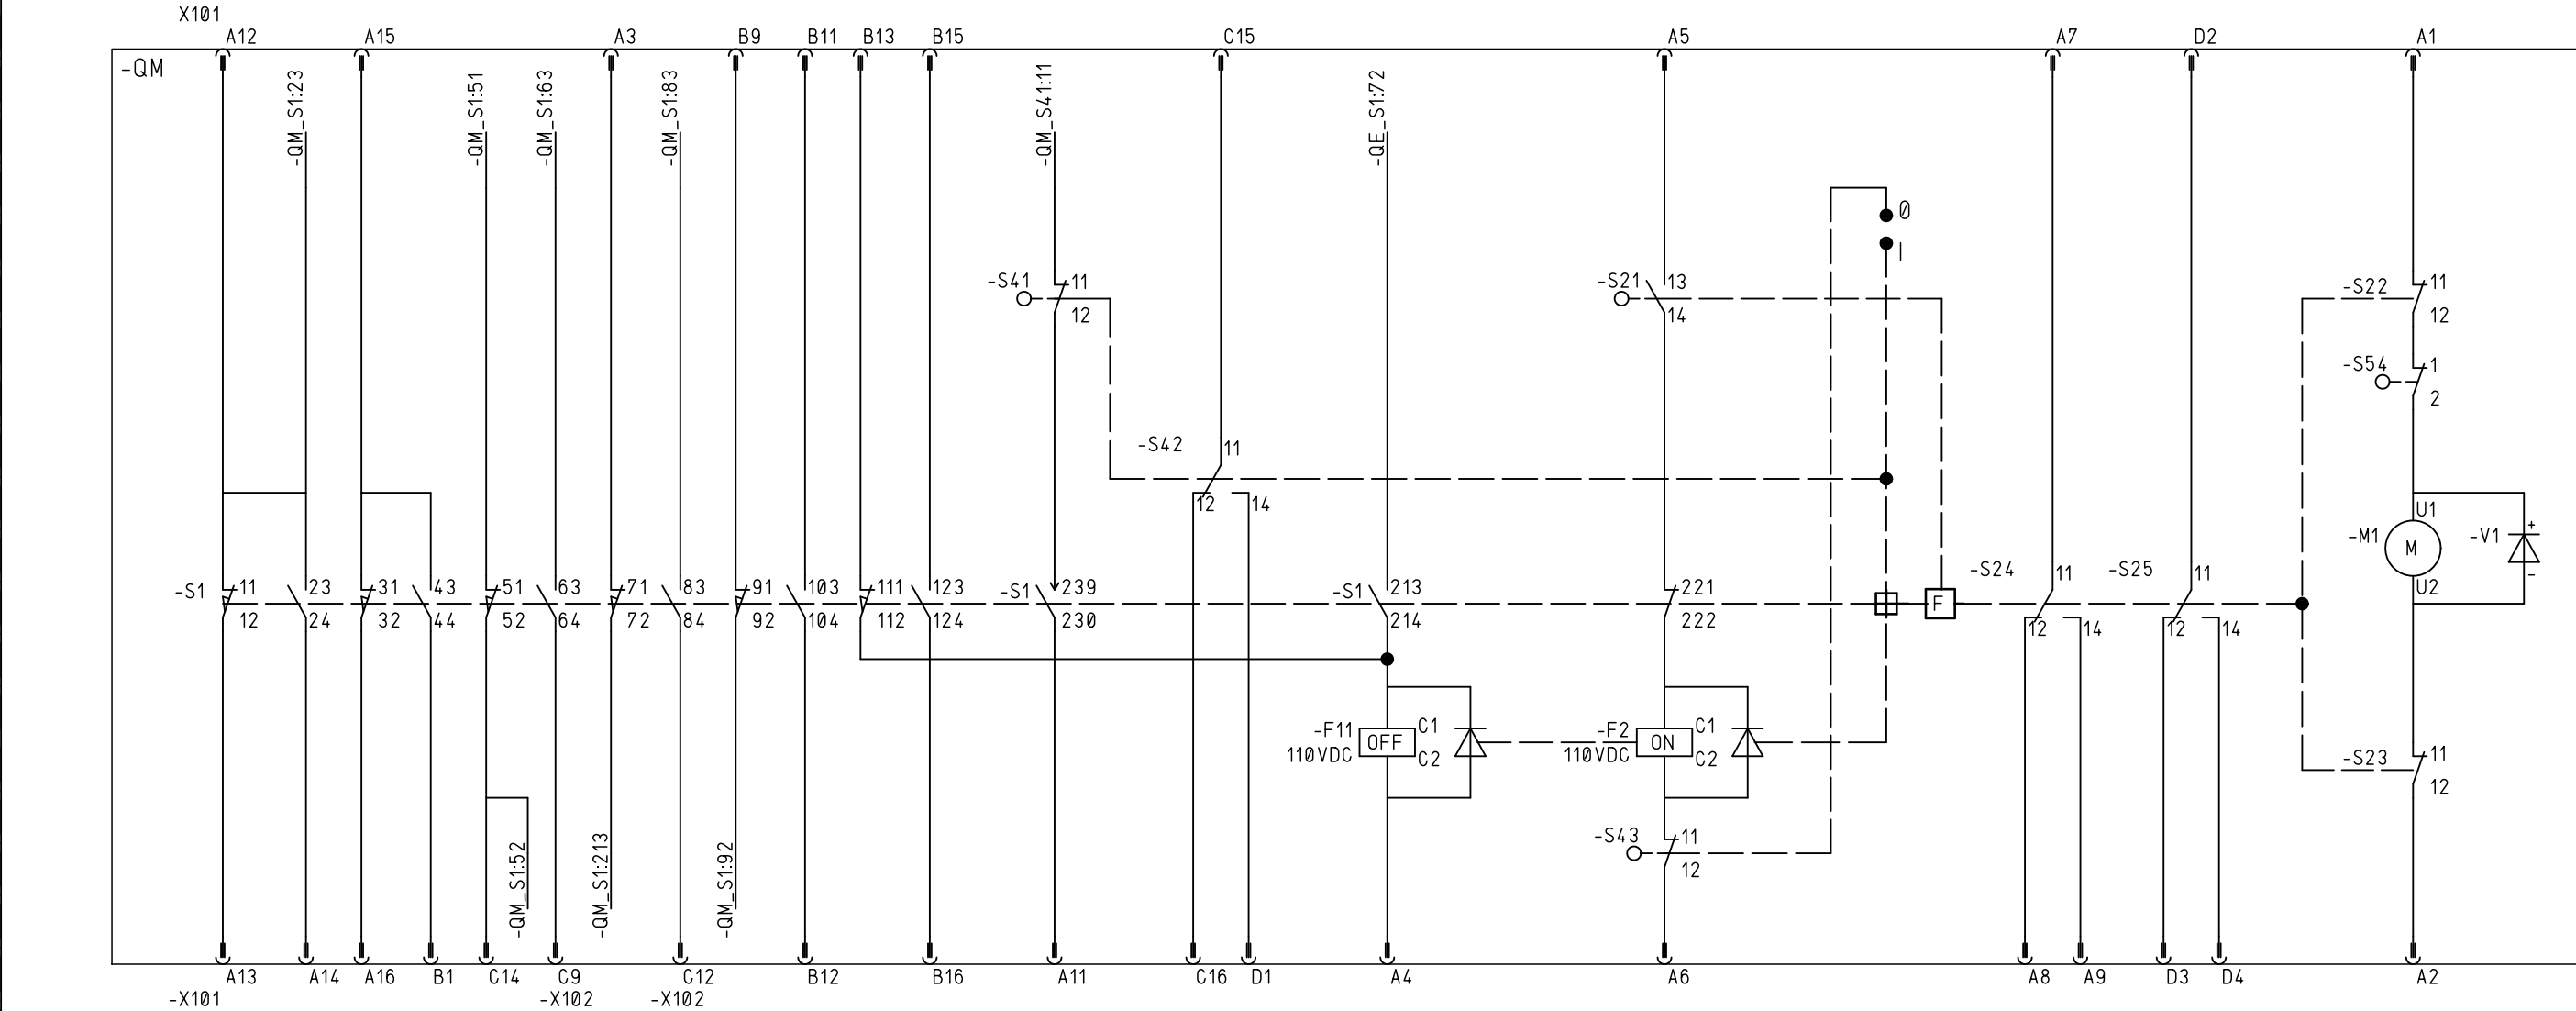 X101
A12
A15
A3
B9
B11
B13
B15
C15
A5
A7
D2
A1
-QM
-QM_S1:23
-QM_S1:51
-QM_S1:63
-QM_S1:83
-QM_S41:11
-QE_S1:72
0
|
-S41
11
12
-S21
13
14
-S22
11
12
-S54
1
2
-S42
11
12
14
U1
-M1
M
U2
-V1
+
-
-S1
11
12
23
24
31
32
43
44
51
52
63
64
71
72
83
84
91
92
103
104
111
112
123
124
-S1
239
230
-S1
213
214
221
222
F
-S24
11
12
14
-S25
11
12
14
-F11
110VDC
OFF
C1
C2
-F2
110VDC
ON
C1
C2
-S23
11
12
-S43
11
12
-QM_S1:52
-QM_S1:213
-QM_S1:92
A13
A14
A16
B1
C14
C9
C12
B12
B16
A11
C16
D1
A4
A6
A8
A9
D3
D4
A2
-X101
-X102
-X102